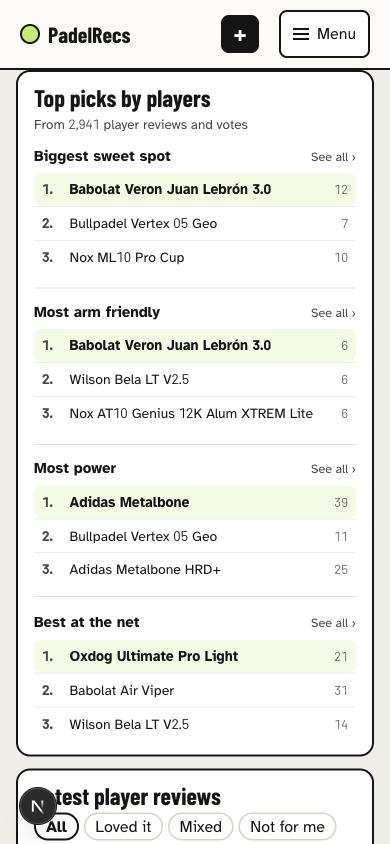 PadelRecs
+
Menu
Top picks by players
From 2,941 player reviews and votes
Biggest sweet spot See all ›
1. Babolat Veron Juan Lebrón 3.0 12
2. Bullpadel Vertex 05 Geo 7
3. Nox ML10 Pro Cup 10
Most arm friendly See all ›
1. Babolat Veron Juan Lebrón 3.0 6
2. Wilson Bela LT V2.5 6
3. Nox AT10 Genius 12K Alum XTREM Lite 6
Most power See all ›
1. Adidas Metalbone 39
2. Bullpadel Vertex 05 Geo 11
3. Adidas Metalbone HRD+ 25
Best at the net See all ›
1. Oxdog Ultimate Pro Light 21
2. Babolat Air Viper 31
3. Wilson Bela LT V2.5 14
test player reviews
N
All Loved it Mixed Not for me